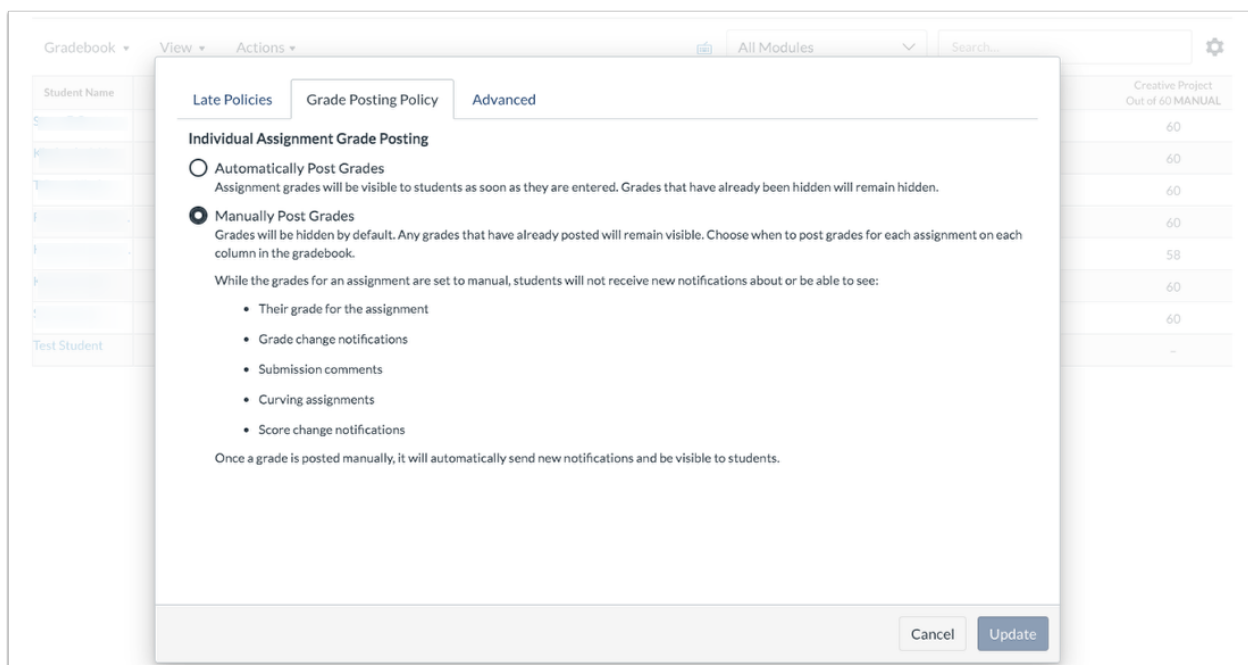 Gradebook View Actions All Modules Search...
Student Name
Creative Project
Out of 60 MANUAL
60
60
60
60
58
60
60
Test Student –
Late Policies Grade Posting Policy Advanced
Individual Assignment Grade Posting
Automatically Post Grades
Assignment grades will be visible to students as soon as they are entered. Grades that have already been hidden will remain hidden.
Manually Post Grades
Grades will be hidden by default. Any grades that have already posted will remain visible. Choose when to post grades for each assignment on each
column in the gradebook.
While the grades for an assignment are set to manual, students will not receive new notifications about or be able to see:
• Their grade for the assignment
• Grade change notifications
• Submission comments
• Curving assignments
• Score change notifications
Once a grade is posted manually, it will automatically send new notifications and be visible to students.
Cancel Update